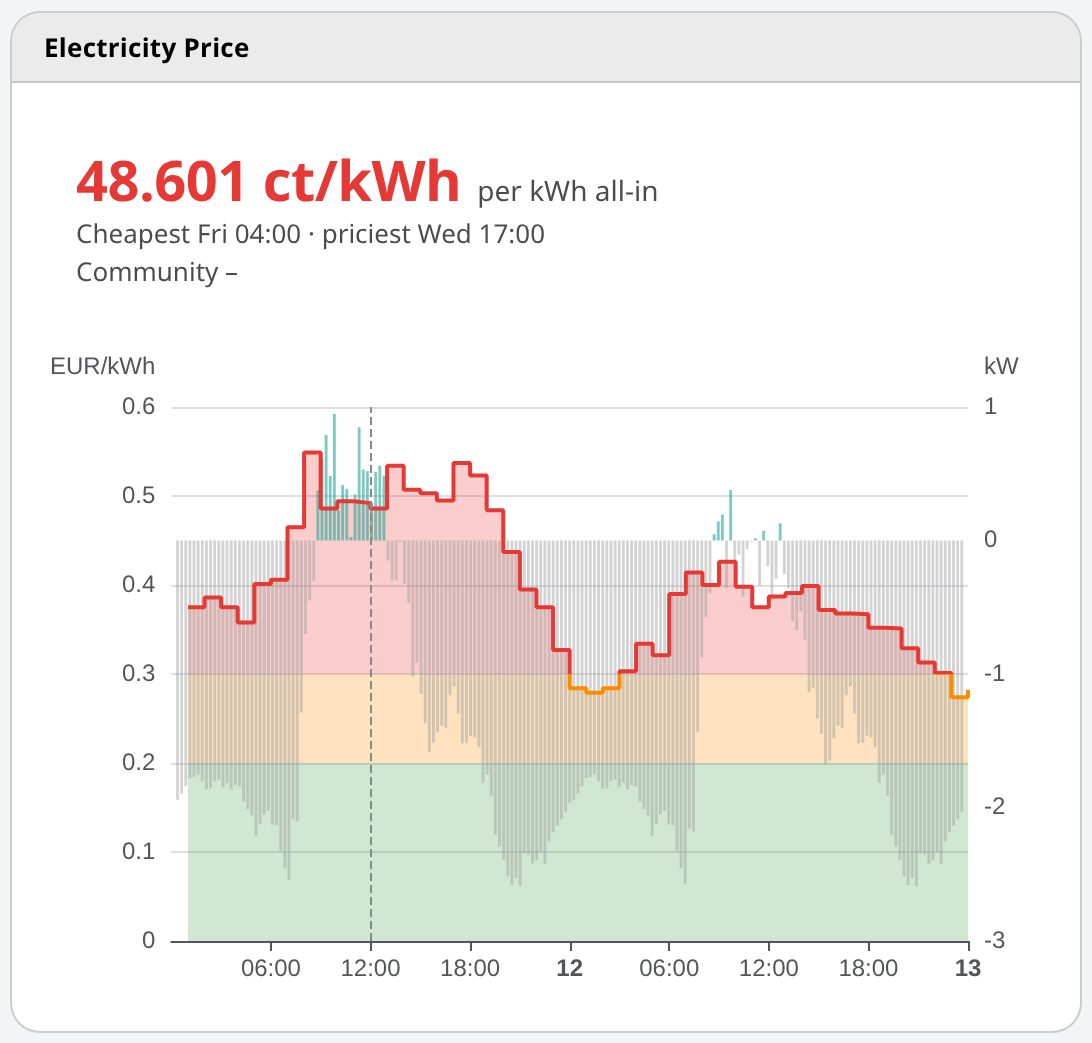 Electricity Price
48.601 ct/kWh per kWh all-in
Cheapest Fri 04:00 · priciest Wed 17:00
Community –
EUR/kWh kW
0.6 1
0.5
0 
0.4
0.3 -1
0.2
-2
0.1
0 -3
06:00 12:00 18:00 12 06:00 12:00 18:00 13